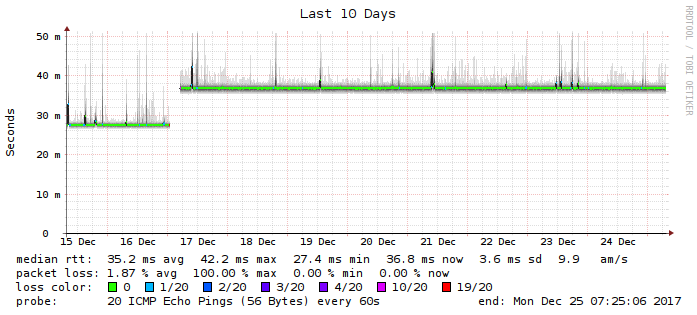 Last 10 Days
RRDTOOL / TOBI OETIKER
Seconds
50 m
40 m
30 m
20 m
10 m
0
15 Dec 16 Dec 17 Dec 18 Dec 19 Dec 20 Dec 21 Dec 22 Dec 23 Dec 24 Dec
median rtt: 35.2 ms avg 42.2 ms max 27.4 ms min 36.8 ms now 3.6 ms sd 9.9 am/s
packet loss: 1.87 % avg 100.00 % max 0.00 % min 0.00 % now
loss color: 0 1/20 2/20 3/20 4/20 10/20 19/20
probe: 20 ICMP Echo Pings (56 Bytes) every 60s end: Mon Dec 25 07:25:06 2017